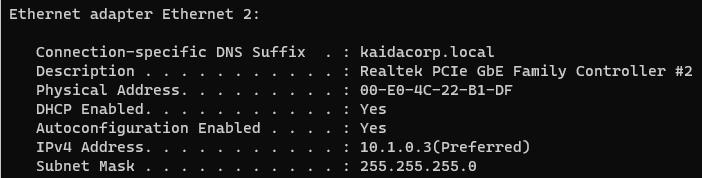 Ethernet adapter Ethernet 2:
Connection-specific DNS Suffix  . : kaidacorp.local
Description . . . . . . . . . . . : Realtek PCIe GbE Family Controller #2
Physical Address. . . . . . . . . : 00-E0-4C-22-B1-DF
DHCP Enabled. . . . . . . . . . . : Yes
Autoconfiguration Enabled . . . . : Yes
IPv4 Address. . . . . . . . . . . : 10.1.0.3(Preferred)
Subnet Mask . . . . . . . . . . . : 255.255.255.0